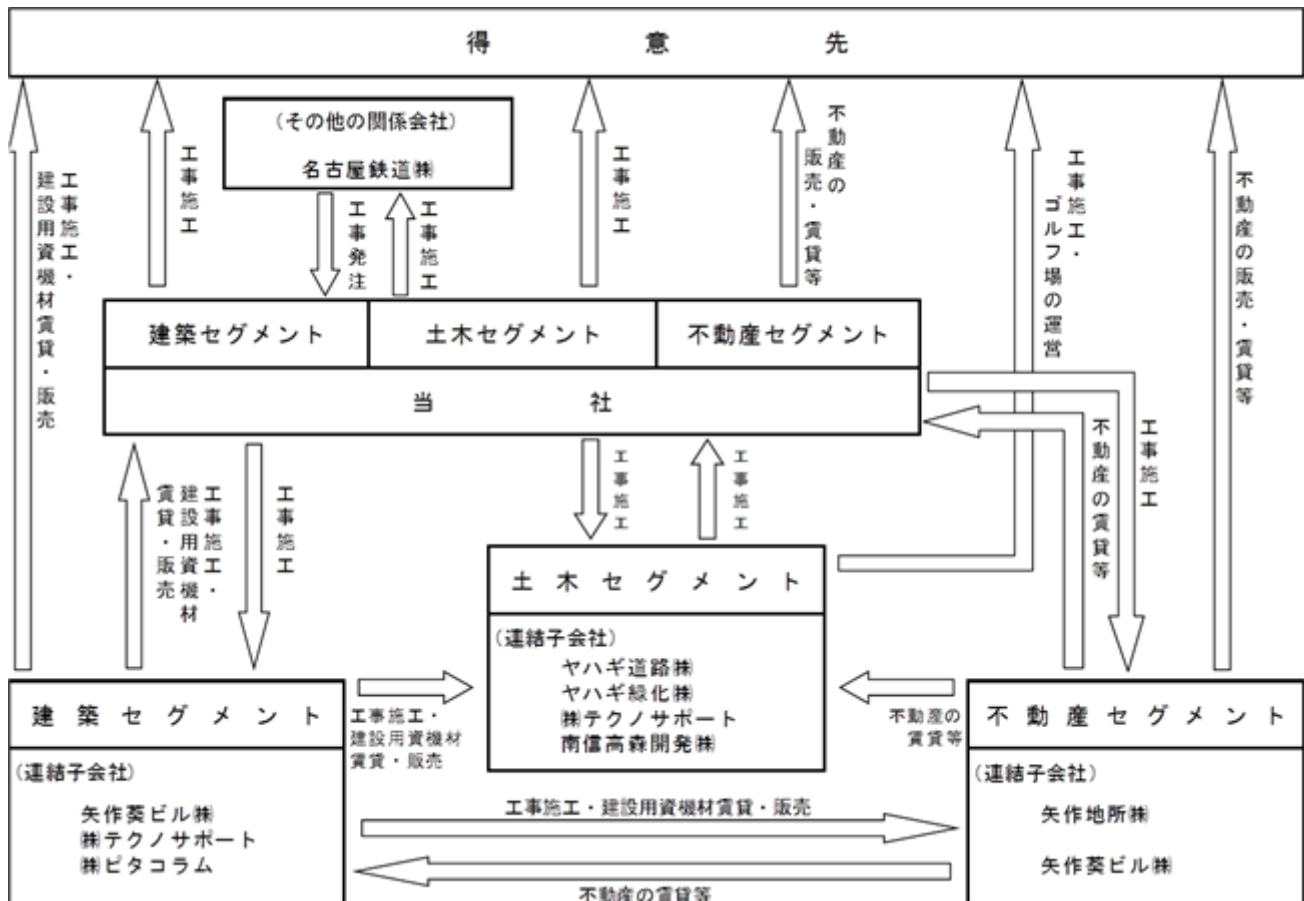 得意先
(その他の関係会社)
名古屋鉄道㈱
工事施工・
建設用資機材賃貸・販売
工事施工
工事発注
工事施工
工事施工
不動産の
販売・賃貸等
工事施工・
ゴルフ場の運営
不動産の販売・賃貸等
建築セグメント
土木セグメント
不動産セグメント
当社
工事施工・
建設用資機材
賃貸・販売
工事施工
工事施工
工事施工
不動産の賃貸等
工事施工
土木セグメント
(連結子会社)
ヤハギ道路㈱
ヤハギ緑化㈱
㈱テクノサポート
南信高森開発㈱
建築セグメント
(連結子会社)
矢作葵ビル㈱
㈱テクノサポート
㈱ピタコラム
工事施工・
建設用資機材
賃貸・販売
不動産の
賃貸等
不動産セグメント
(連結子会社)
矢作地所㈱
矢作葵ビル㈱
工事施工・建設用資機材賃貸・販売
不動産の賃貸等